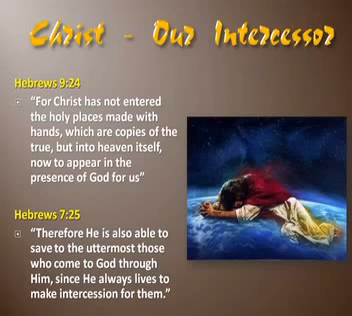 Christ - Our Intercessor
Hebrews 9:24
“For Christ has not entered
the holy places made with
hands, which are copies of the
true, but into heaven itself,
now to appear in the
presence of God for us”
Hebrews 7:25
“Therefore He is also able to
save to the uttermost those
who come to God through
Him, since He always lives to
make intercession for them.”